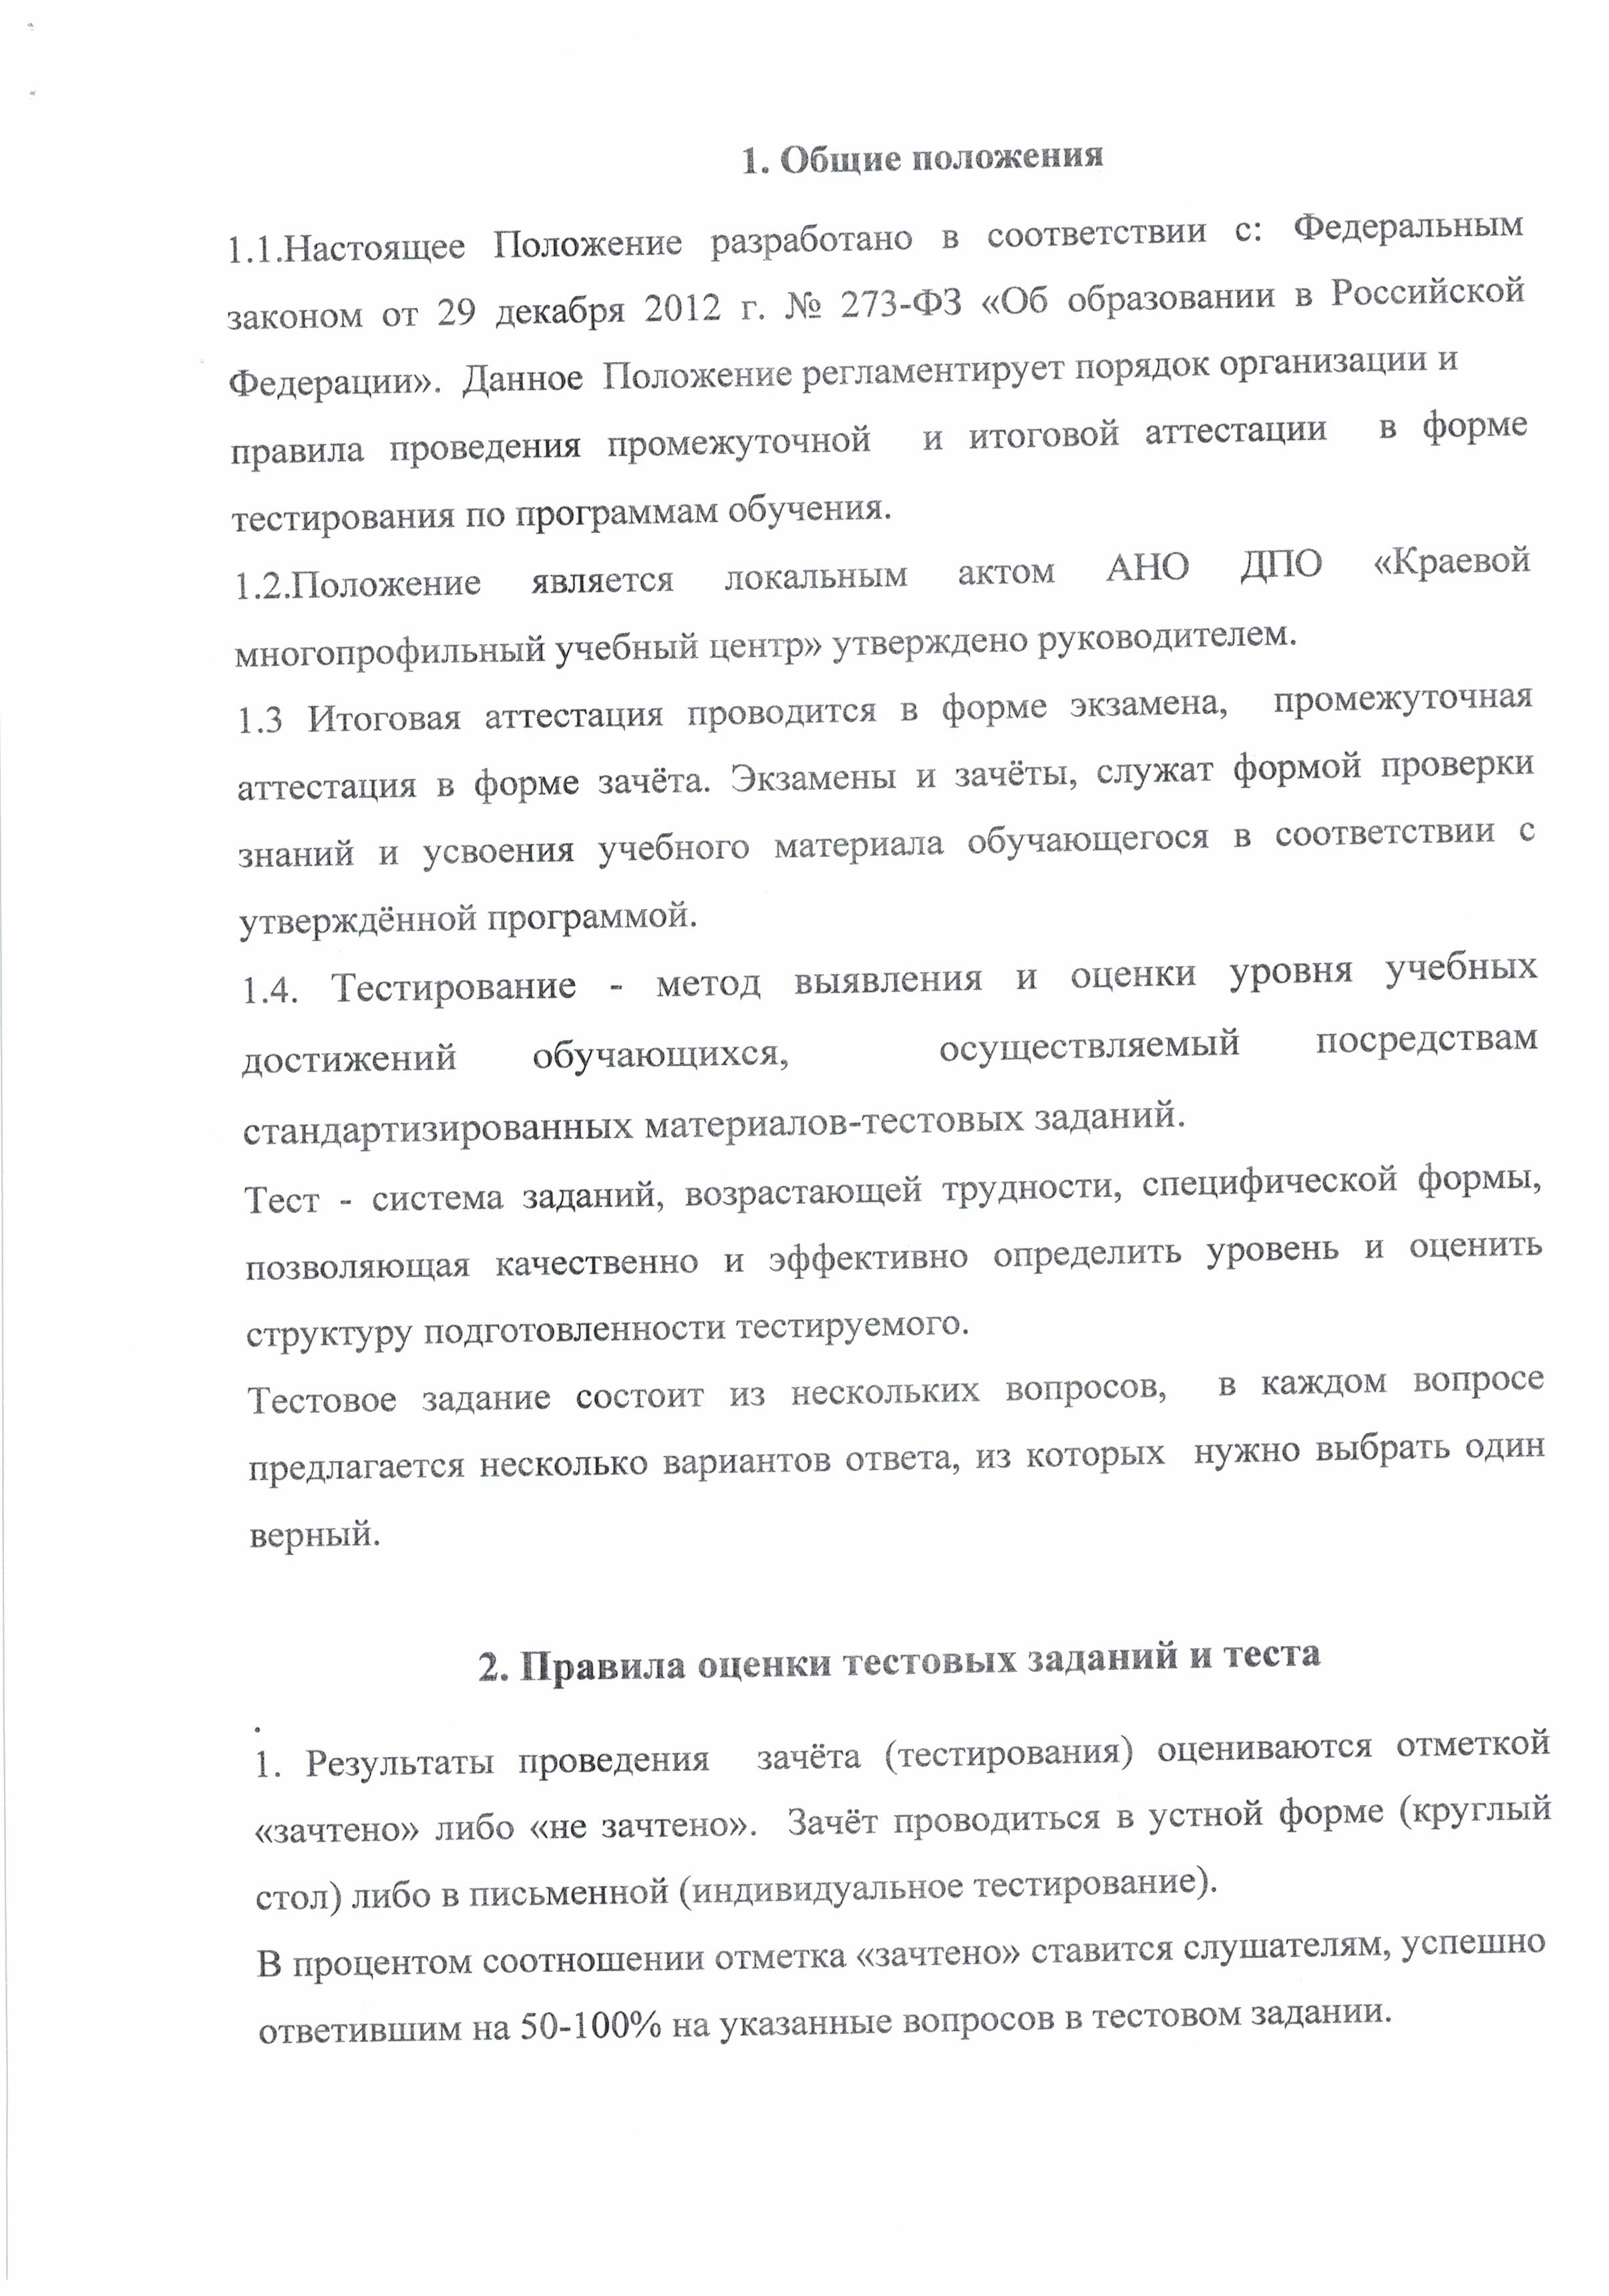 1. Общие положения
1.1.Настоящее Положение разработано в соответствии с: Федеральным
законом от 29 декабря 2012 г. № 273-ФЗ «Об образовании в Российской
Федерации». Данное Положение регламентирует порядок организации и
правила проведения промежуточной и итоговой аттестации в форме
тестирования по программам обучения.
1.2.Положение является локальным актом АНО ДПО «Краевой
многопрофильный учебный центр» утверждено руководителем.
1.3 Итоговая аттестация проводится в форме экзамена, промежуточная
аттестация в форме зачёта. Экзамены и зачёты, служат формой проверки
знаний и усвоения учебного материала обучающегося в соответствии с
утверждённой программой.
1.4. Тестирование - метод выявления и оценки уровня учебных
достижений обучающихся, осуществляемый посредствам
стандартизированных материалов-тестовых заданий.
Тест - система заданий, возрастающей трудности, специфической формы,
позволяющая качественно и эффективно определить уровень и оценить
структуру подготовленности тестируемого.
Тестовое задание состоит из нескольких вопросов, в каждом вопросе
предлагается несколько вариантов ответа, из которых нужно выбрать один
верный.
2. Правила оценки тестовых заданий и теста
.
1. Результаты проведения зачёта (тестирования) оцениваются отметкой
«зачтено» либо «не зачтено». Зачёт проводиться в устной форме (круглый
стол) либо в письменной (индивидуальное тестирование).
В процентом соотношении отметка «зачтено» ставится слушателям, успешно
ответившим на 50-100% на указанные вопросов в тестовом задании.